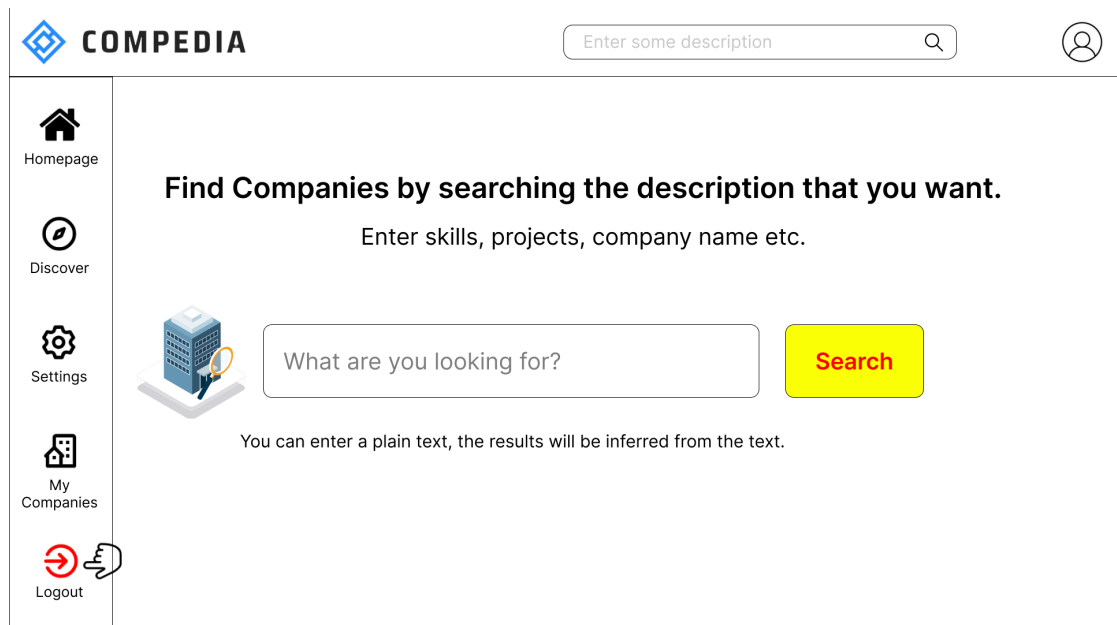 COMPEDIA
Enter some description
Homepage
Discover
Settings
My
Companies
Logout
Find Companies by searching the description that you want.
Enter skills, projects, company name etc.
What are you looking for?
Search
You can enter a plain text, the results will be inferred from the text.